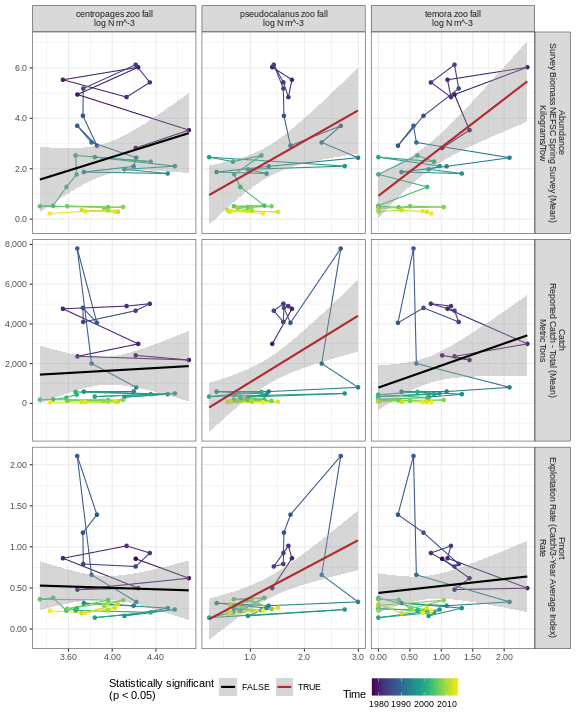 centropages zoo fall
log N m^-3
pseudocalanus zoo fall
log N m^-3
temora zoo fall
log N m^-3
6.0
4.0
2.0
0.0
Abundance
Survey Biomass NEFSC Spring Survey (Mean)
Kilograms/Tow
8,000
6,000
4,000
2,000
0
Catch
Reported Catch - Total (Mean)
Metric Tons
2.00
1.50
1.00
0.50
0.00
Fmort
Exploitation Rate (Catch/3-Year Average Index)
Rate
3.60 4.00 4.40
1.0 2.0 3.0
0.00 0.50 1.00 1.50 2.00
Statistically significant
(p < 0.05)
FALSE
TRUE
Time
1980 1990 2000 2010